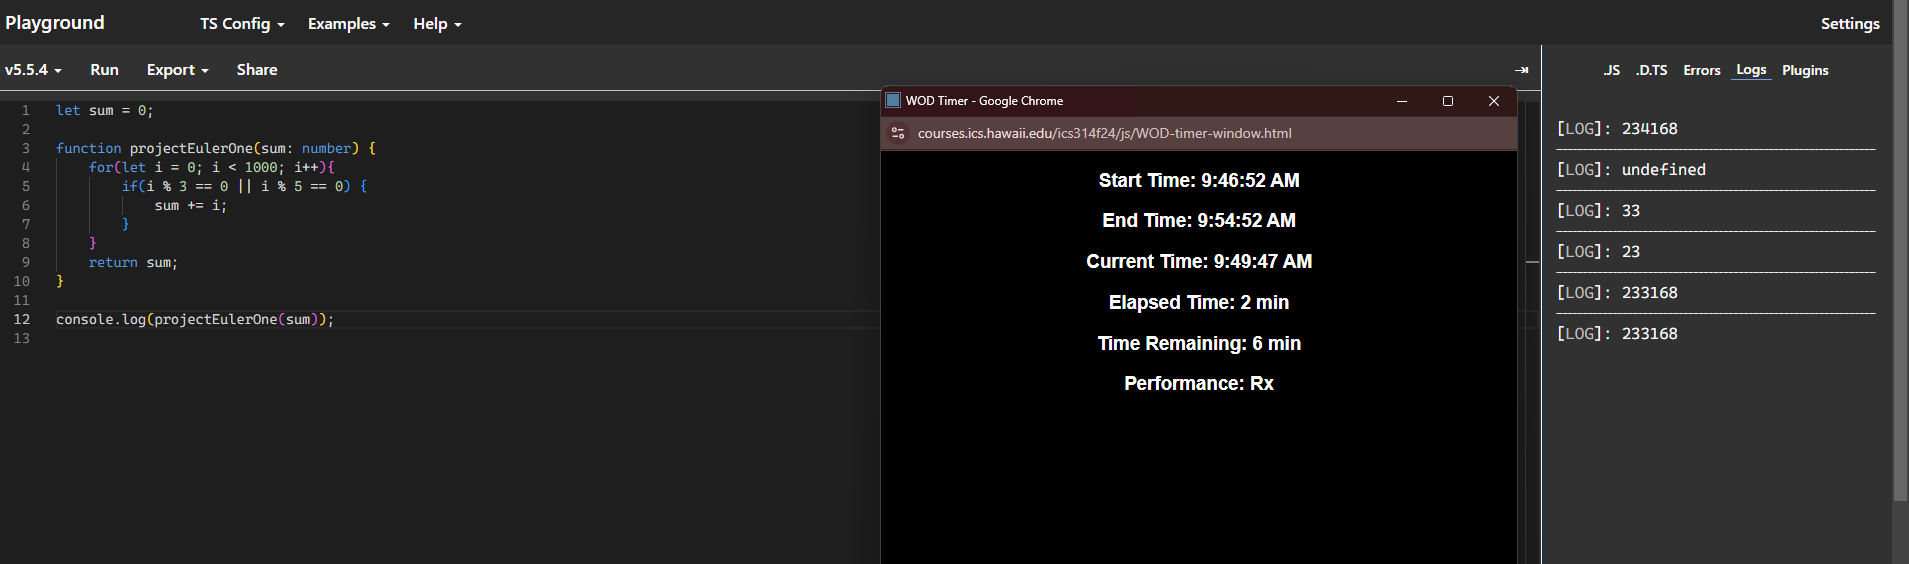 Playground TS Config Examples Help Settings
v5.5.4 Run Export Share
.JS .D.TS Errors Logs Plugins
1 let sum = 0;
2
3 function projectEulerOne(sum: number) {
4 for(let i = 0; i < 1000; i++){
5 if(i % 3 == 0 || i % 5 == 0) {
6 sum += i;
7 }
8 }
9 return sum;
10 }
11
12 console.log(projectEulerOne(sum));
13
WOD Timer - Google Chrome
courses.ics.hawaii.edu/ics314f24/js/WOD-timer-window.html
Start Time: 9:46:52 AM
End Time: 9:54:52 AM
Current Time: 9:49:47 AM
Elapsed Time: 2 min
Time Remaining: 6 min
Performance: Rx
[LOG]: 234168
[LOG]: undefined
[LOG]: 33
[LOG]: 23
[LOG]: 233168
[LOG]: 233168